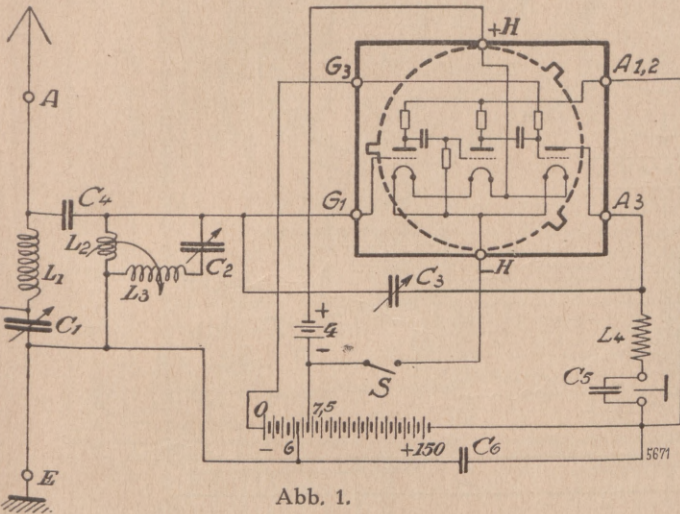 +H
G3
A1,2
A
C4
G1
A3
L2
C2
H
L1
L3
C3
C1
+
4
-
L4
S
C5
0
7,5
- 6
+150
C6
5671
E
Abb. 1.